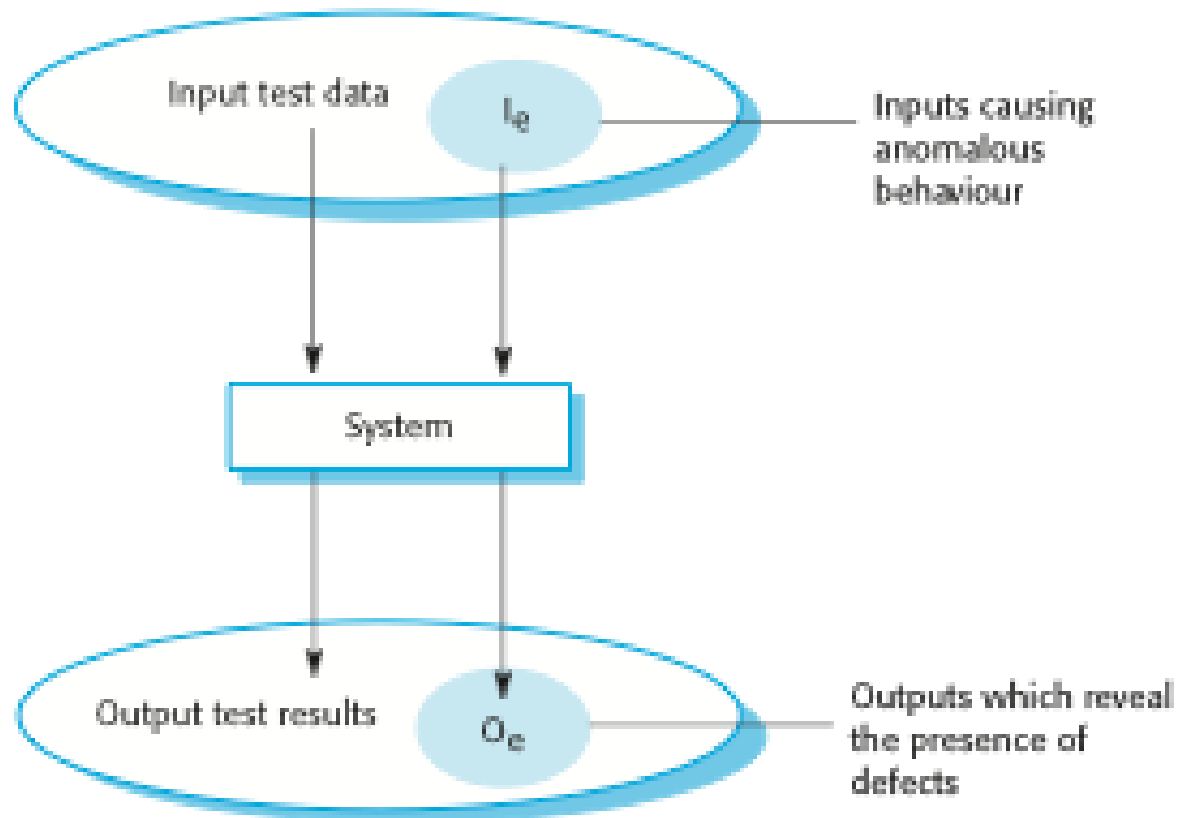 Input test data
Ie
Inputs causing
anomalous
behaviour
System
Output test results
Oe
Outputs which reveal
the presence of
defects